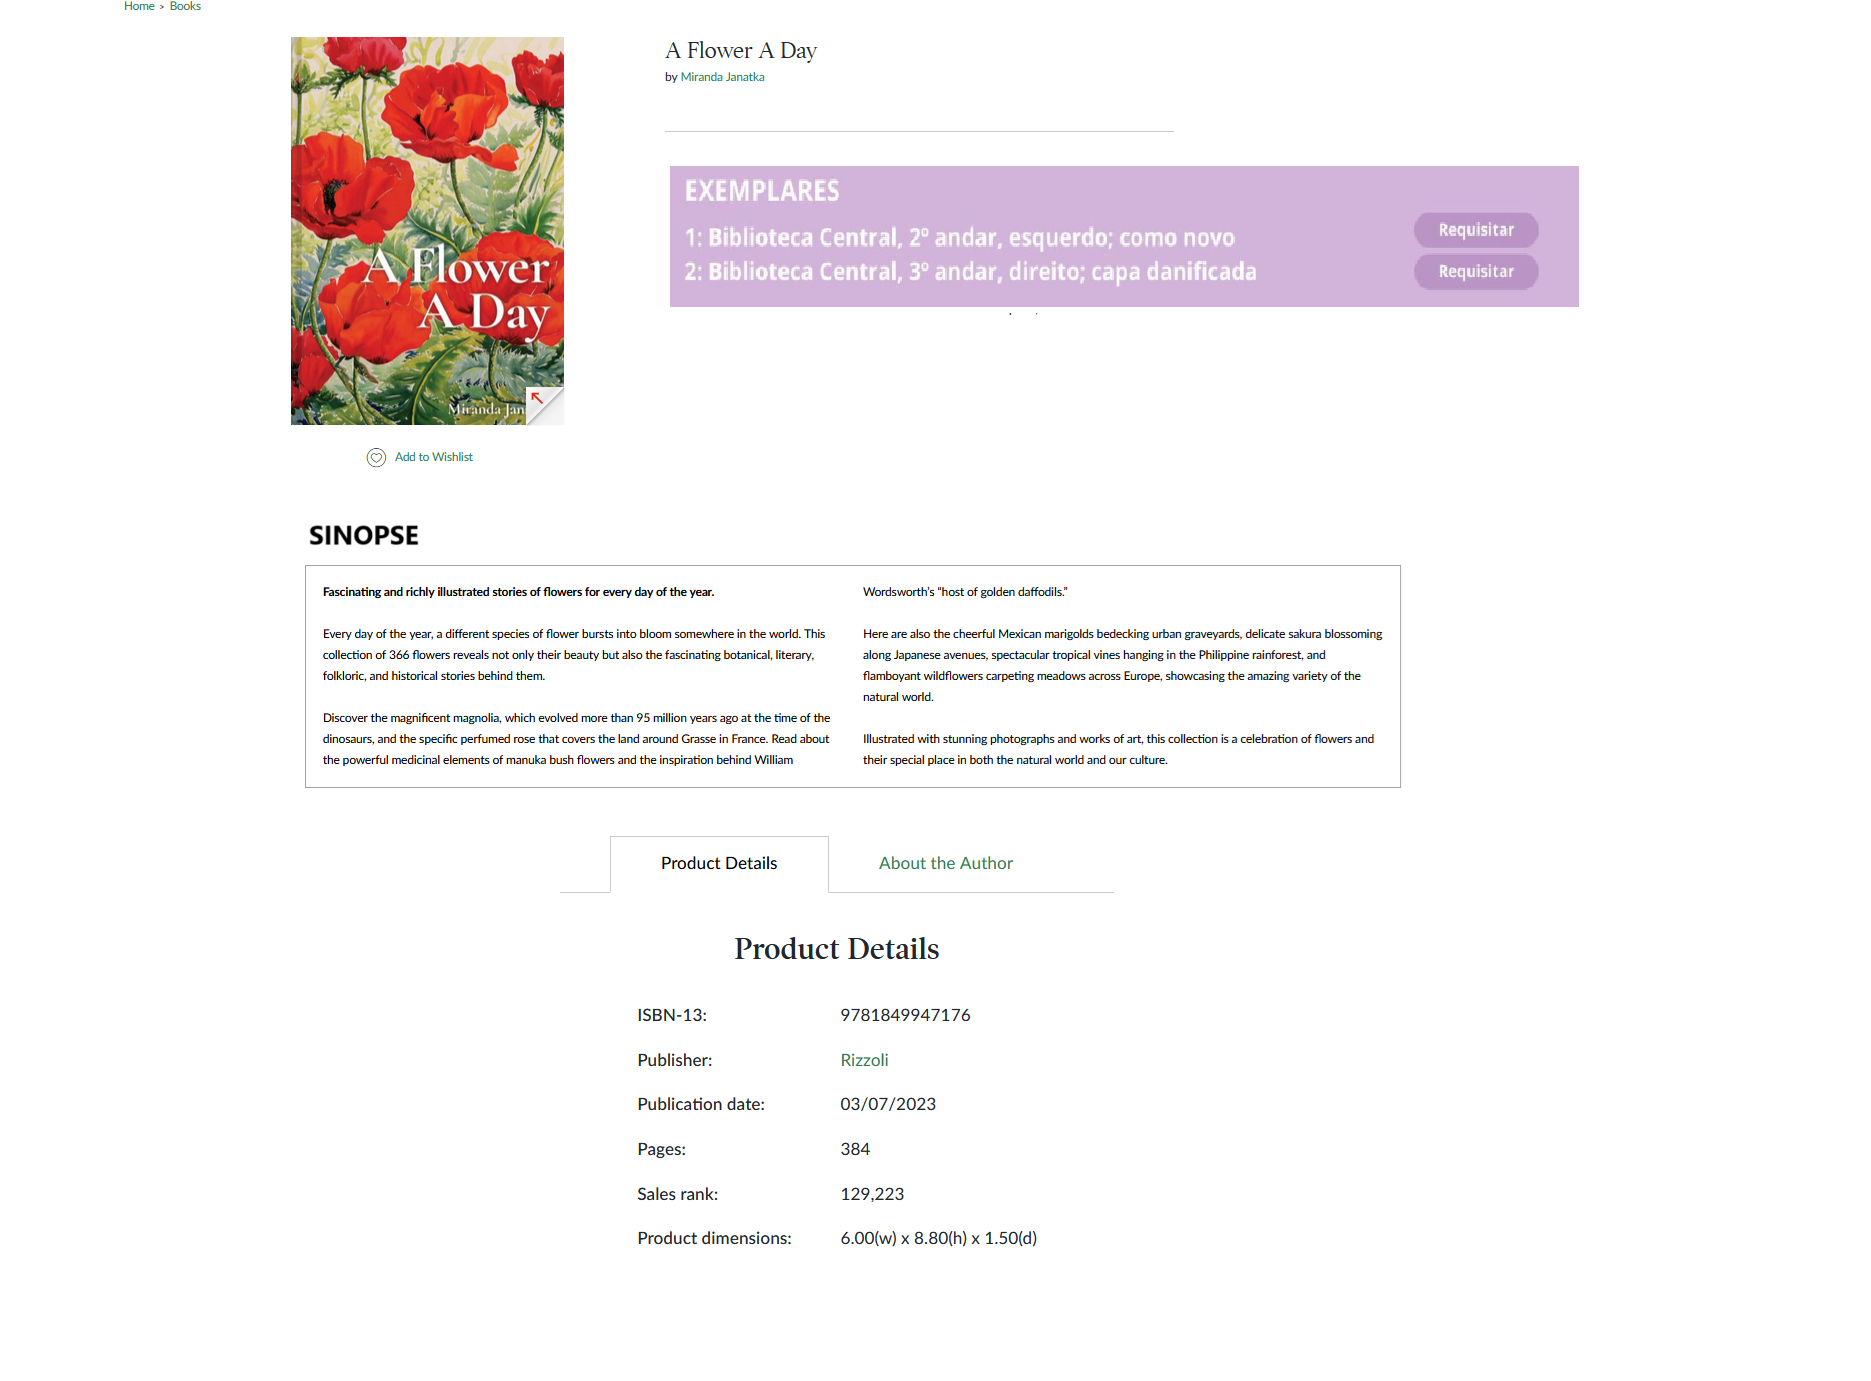 Home > Books
A Flower A Day
by Miranda Janatka
EXEMPLARES
1: Biblioteca Central, 2º andar, esquerdo; como novo
Requisitar
2: Biblioteca Central, 3º andar, direito; capa danificada
Requisitar
A Flower
A Day
Miranda Jan
Add to Wishlist
SINOPSE
Fascinating and richly illustrated stories of flowers for every day of the year.
Every day of the year, a different species of flower bursts into bloom somewhere in the world. This
collection of 366 flowers reveals not only their beauty but also the fascinating botanical, literary,
folkloric, and historical stories behind them.
Discover the magnificent magnolia, which evolved more than 95 million years ago at the time of the
dinosaurs, and the specific perfumed rose that covers the land around Grasse in France. Read about
the powerful medicinal elements of manuka bush flowers and the inspiration behind William
Wordsworth's "host of golden daffodils."
Here are also the cheerful Mexican marigolds bedecking urban graveyards, delicate sakura blossoming
along Japanese avenues, spectacular tropical vines hanging in the Philippine rainforest, and
flamboyant wildflowers carpeting meadows across Europe, showcasing the amazing variety of the
natural world.
Illustrated with stunning photographs and works of art, this collection is a celebration of flowers and
their special place in both the natural world and our culture.
Product Details
About the Author
Product Details
ISBN-13: 9781849947176
Publisher: Rizzoli
Publication date: 03/07/2023
Pages: 384
Sales rank: 129,223
Product dimensions: 6.00(w) x 8.80(h) x 1.50(d)